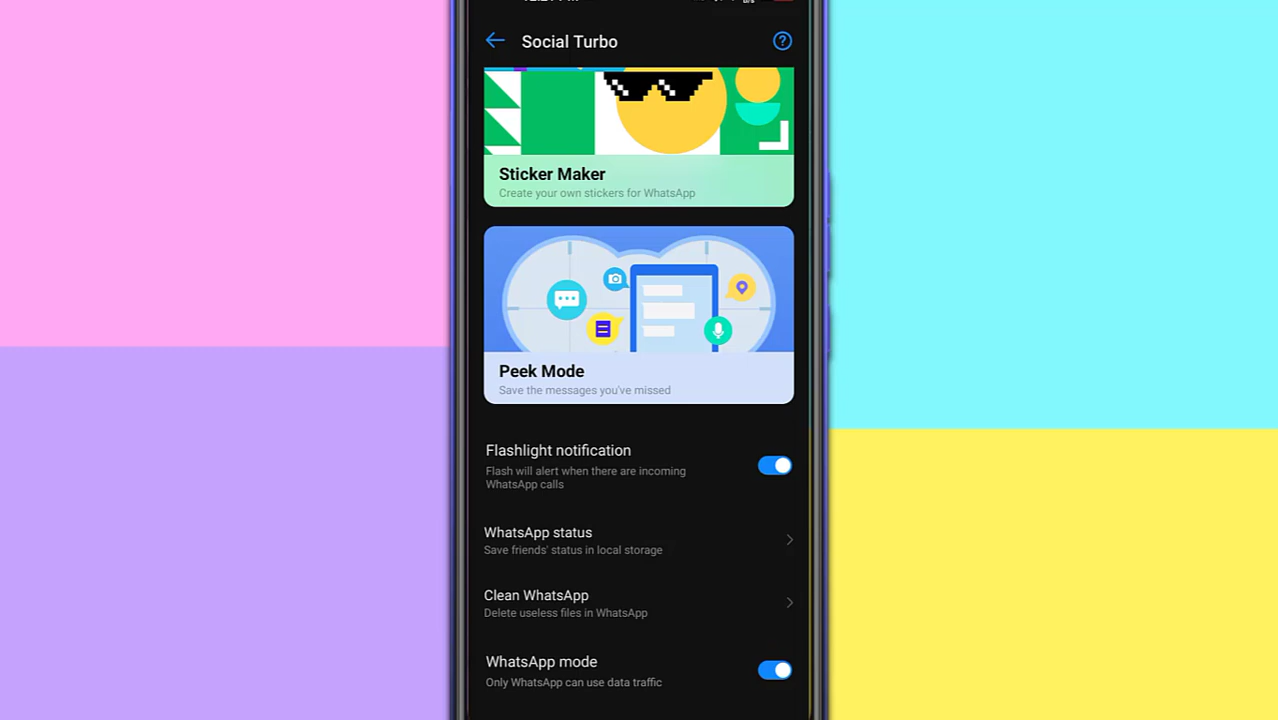 Social Turbo
Sticker Maker
Create your own stickers for WhatsApp
Peek Mode
Save the messages you've missed
Flashlight notification
Flash will alert when there are incoming
WhatsApp calls
WhatsApp status
Save friends' status in local storage
Clean WhatsApp
Delete useless files in WhatsApp
WhatsApp mode
Only WhatsApp can use data traffic